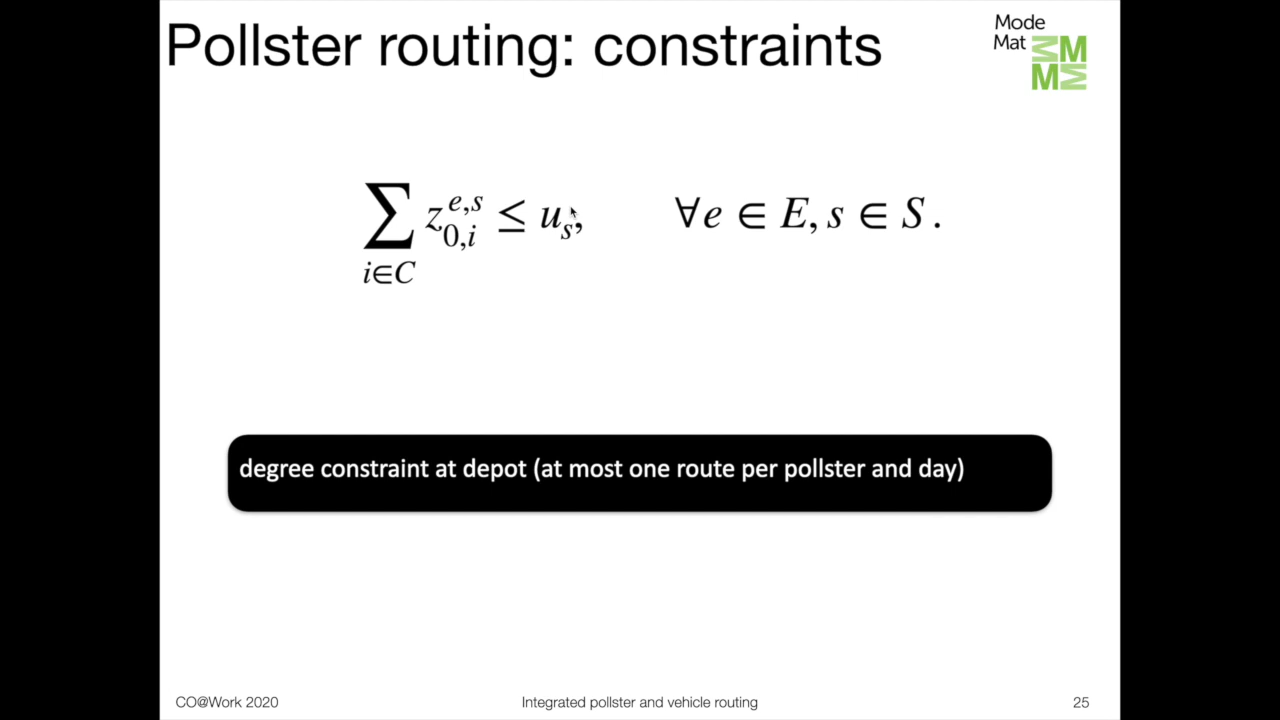 Pollster routing: constraints
Mode
Mat
M
M
M
M
∑_{i∈C} z_{0,i}^{e,s} ≤ u_s, ∀e ∈ E, s ∈ S.
degree constraint at depot (at most one route per pollster and day)
CO@Work 2020
Integrated pollster and vehicle routing
25